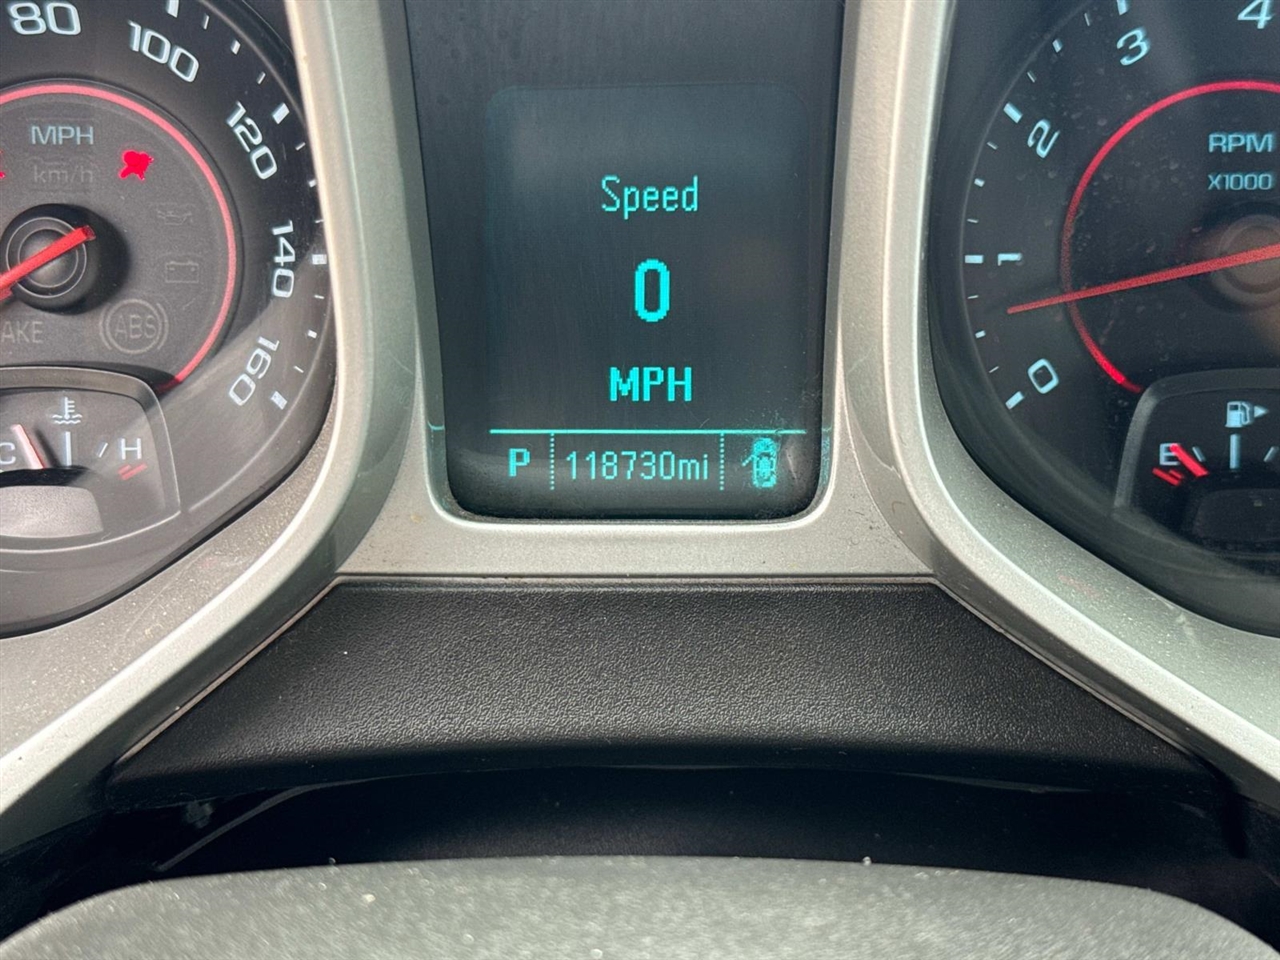 80
100
120
140
160
MPH
km/h
AKE
ABS
C
H
Speed
0
MPH
P
118730mi
4
3
2
1
0
RPM
X1000
E